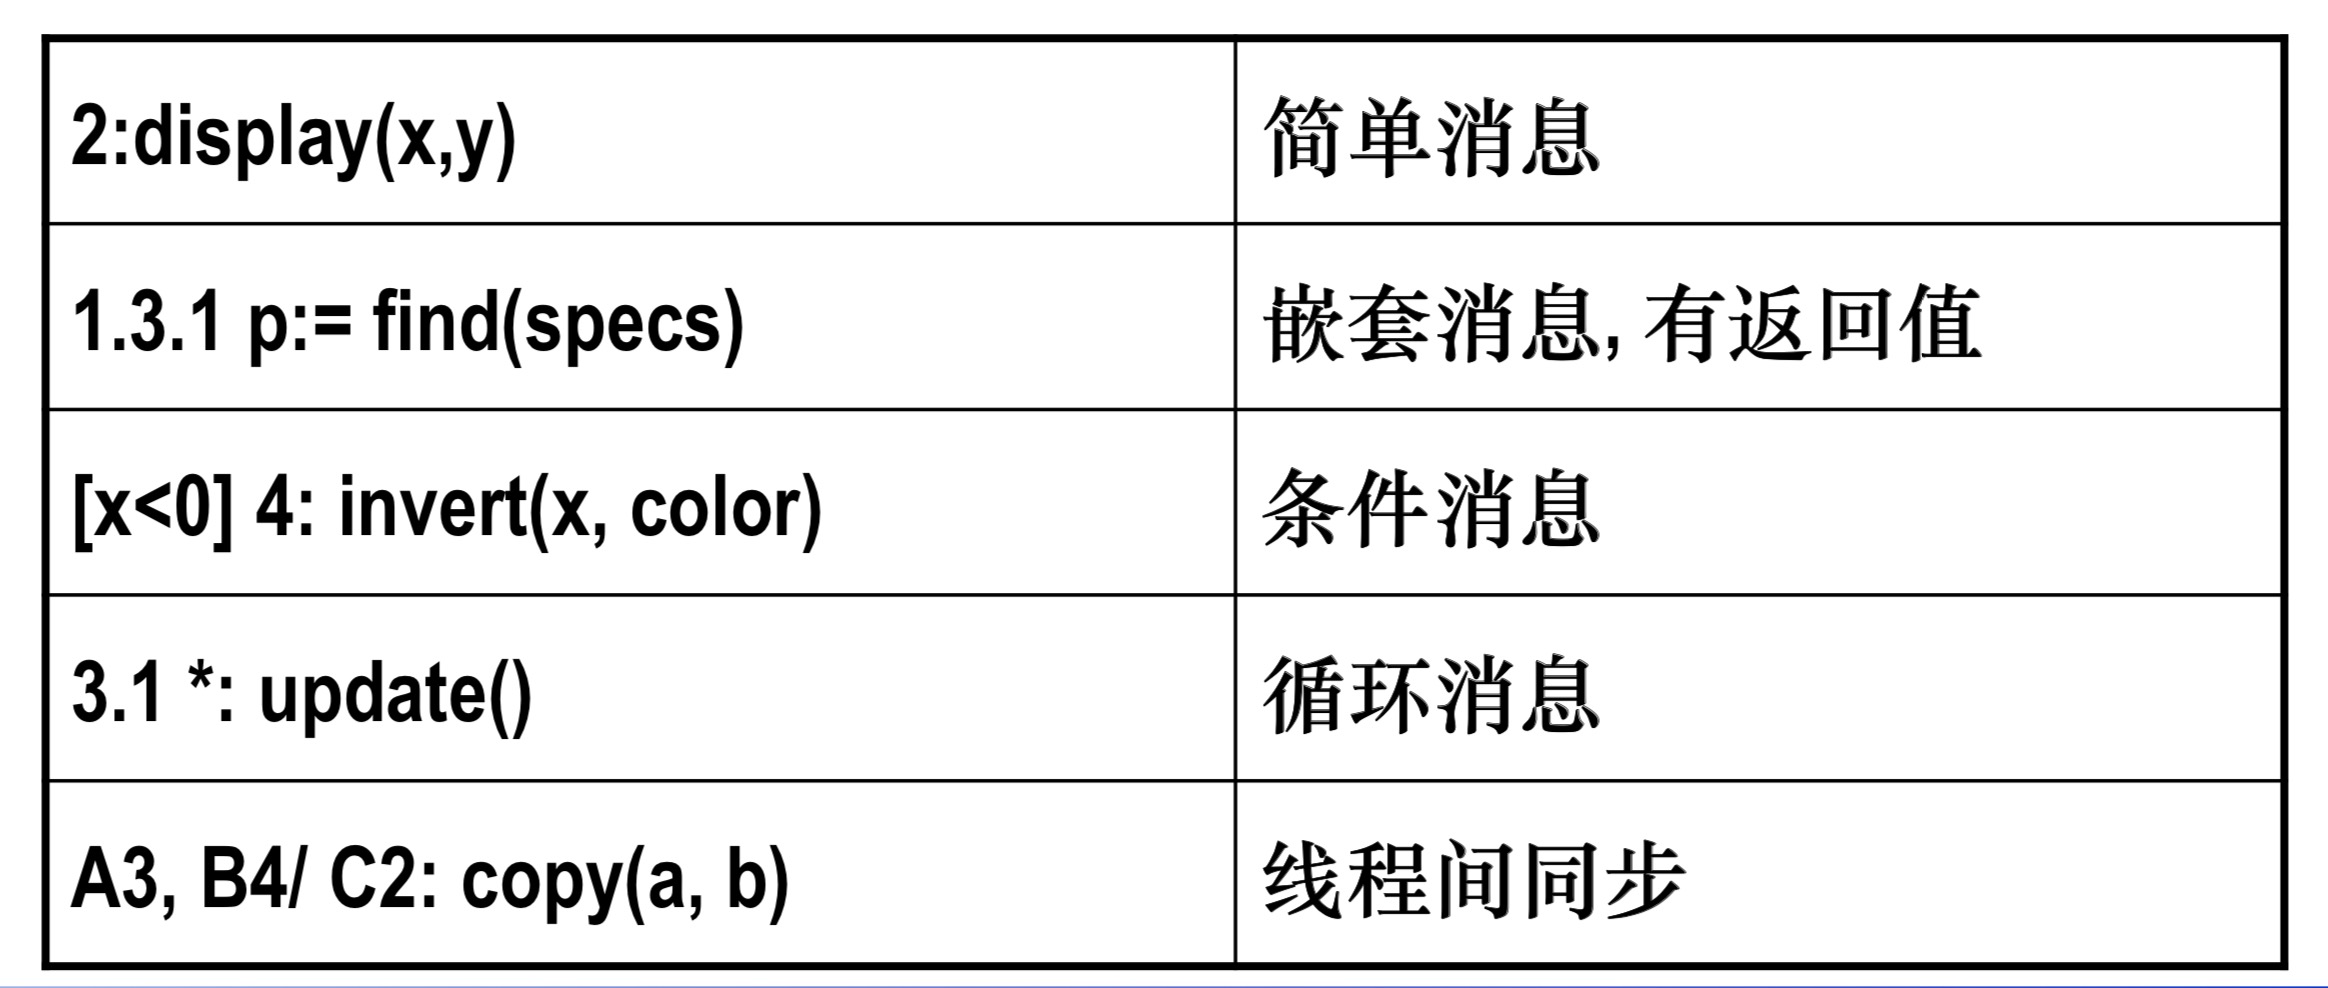 2:display(x,y) 简单消息
1.3.1 p:= find(specs) 嵌套消息, 有返回值
[x<0] 4: invert(x, color) 条件消息
3.1 *: update() 循环消息
A3, B4/ C2: copy(a, b) 线程间同步